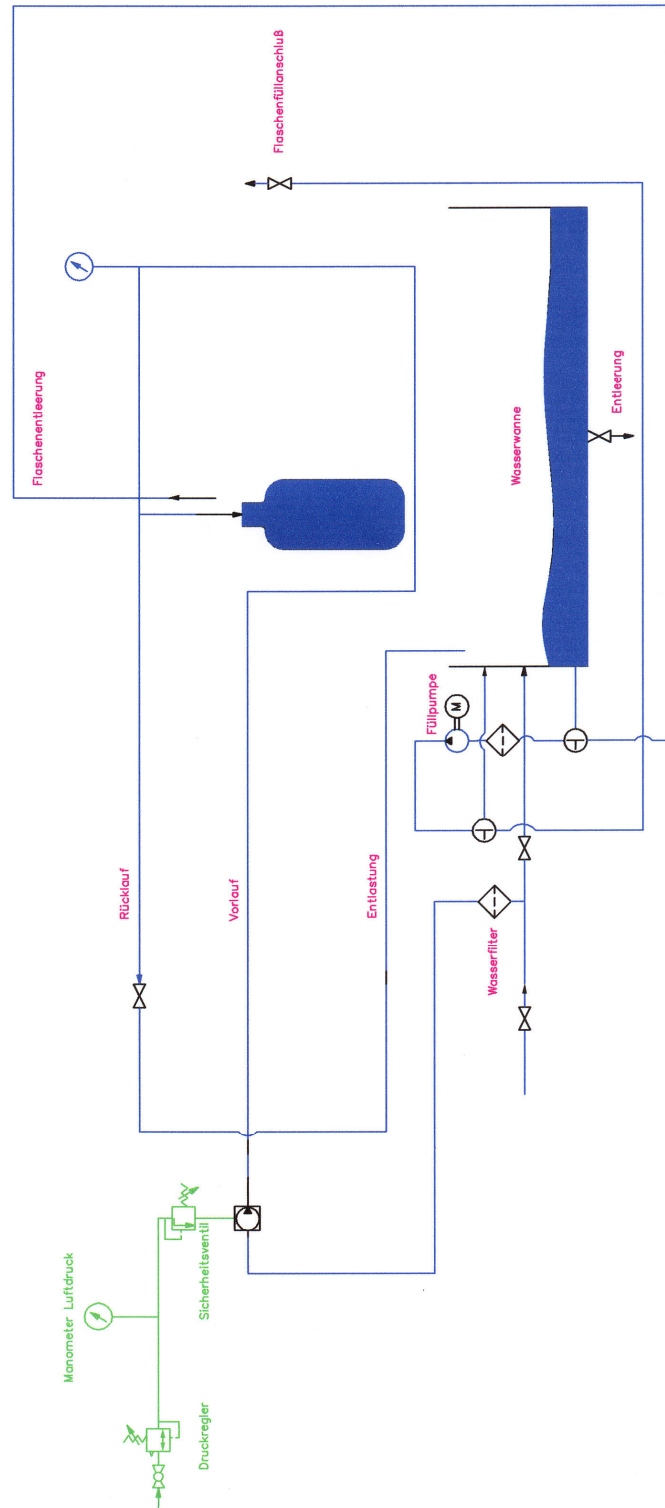 Manometer Luftdruck
Druckregler
Sicherheitsventil
Rücklauf
Vorlauf
Entlastung
Wasserfilter
Füllpumpe
M
Flaschenentleerung
Wasserwanne
Entleerung
Flaschenfüllanschluß